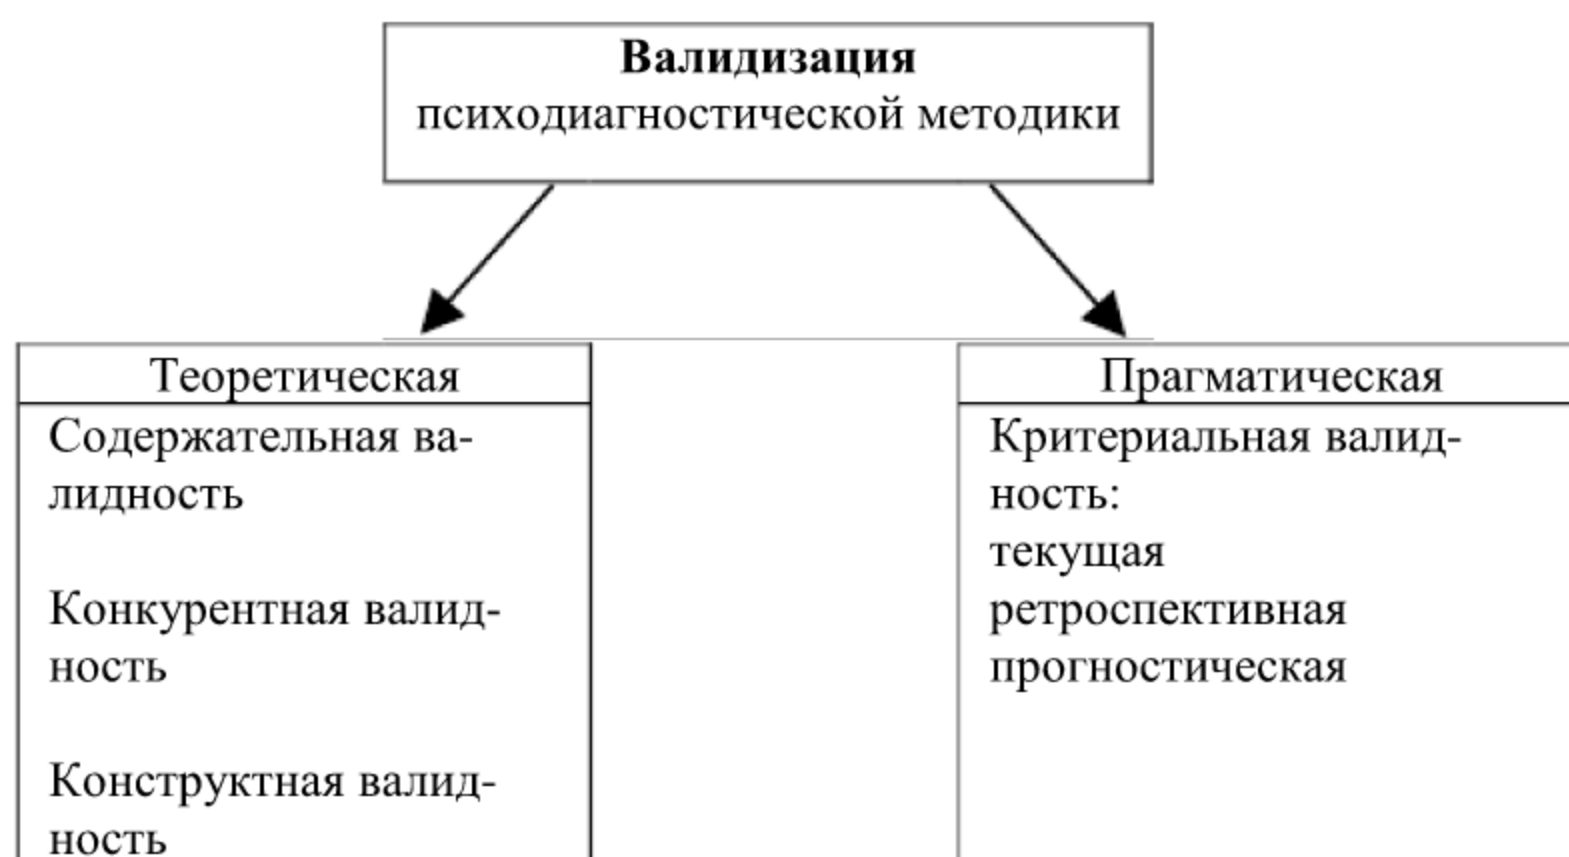 Валидизация
психодиагностической методики
Теоретическая
Содержательная ва-
лидность
Конкурентная валид-
ность
Конструктная валид-
ность
Прагматическая
Критериальная валид-
ность:
текущая
ретроспективная
прогностическая